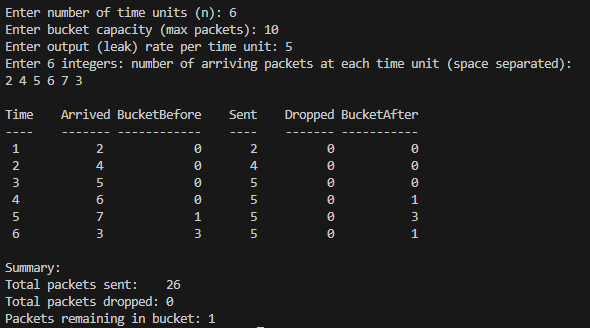 Enter number of time units (n): 6
Enter bucket capacity (max packets): 10
Enter output (leak) rate per time unit: 5
Enter 6 integers: number of arriving packets at each time unit (space separated):
2 4 5 6 7 3
Time Arrived BucketBefore Sent Dropped BucketAfter
---- ------- ------------ ---- ------- -----------
1 2 0 2 0 0
2 4 0 4 0 0
3 5 0 5 0 0
4 6 0 5 0 1
5 7 1 5 0 3
6 3 3 5 0 1
Summary:
Total packets sent: 26
Total packets dropped: 0
Packets remaining in bucket: 1